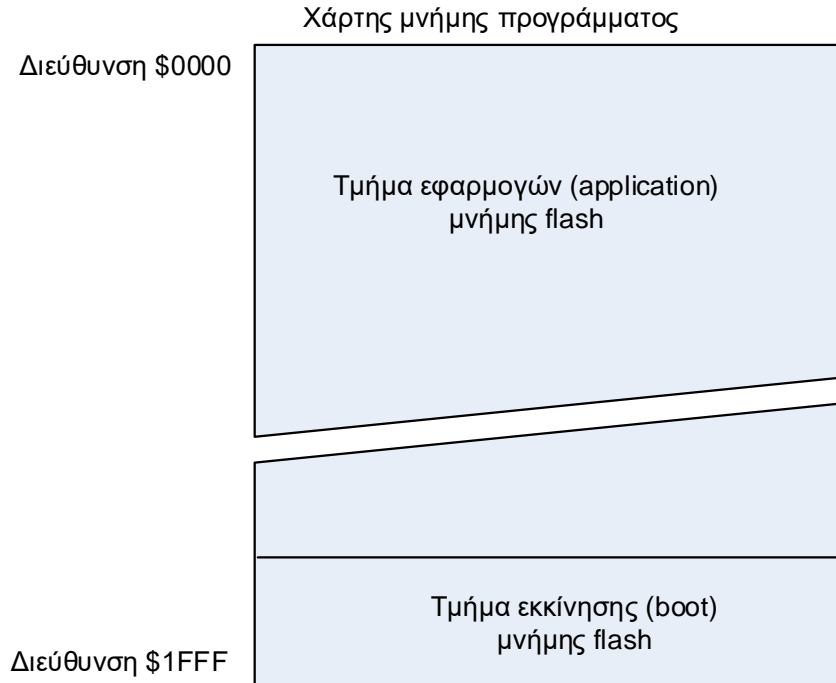 Χάρτης μνήμης προγράμματος
Διεύθυνση $0000
Τμήμα εφαρμογών (application)
μνήμης flash
Τμήμα εκκίνησης (boot)
μνήμης flash
Διεύθυνση $1FFF